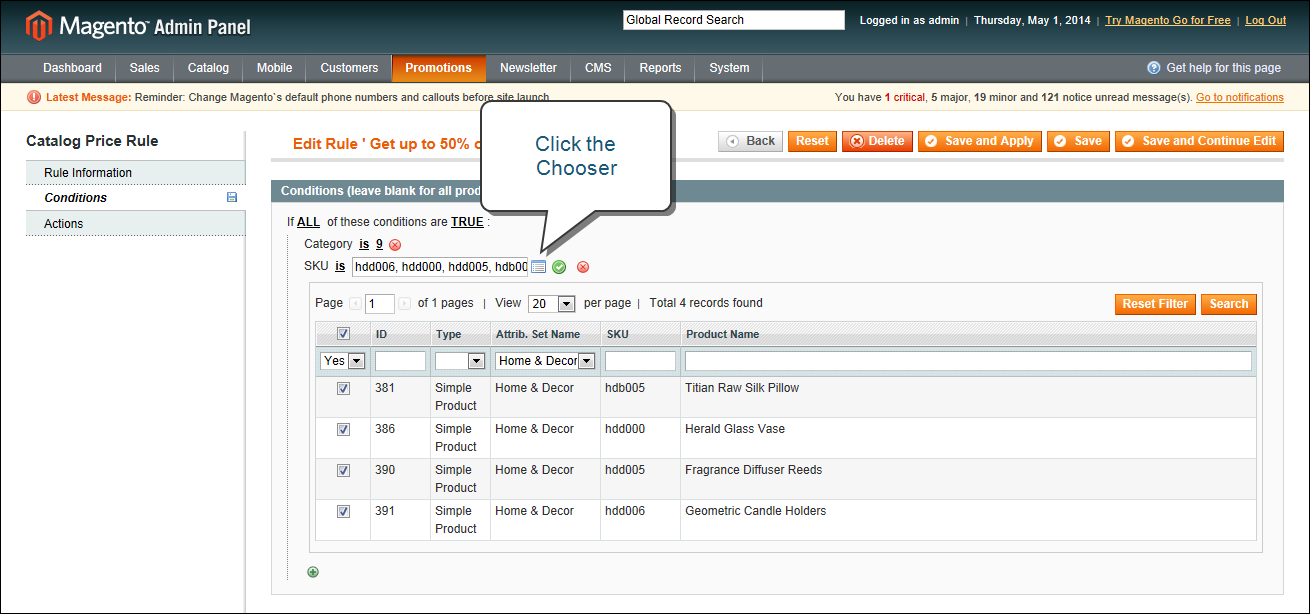 Magento™ Admin Panel
Global Record Search
Logged in as admin | Thursday, May 1, 2014 | Try Magento Go for Free | Log Out
Dashboard Sales Catalog Mobile Customers Promotions Newsletter CMS Reports System Get help for this page
Latest Message: Reminder: Change Magento`s default phone numbers and callouts before site launch
You have 1 critical, 5 major, 19 minor and 121 notice unread message(s). Go to notifications
Catalog Price Rule
Rule Information
Conditions
Actions
Edit Rule ' Get up to 50% o
Back Reset Delete Save and Apply Save Save and Continue Edit
Click the
Chooser
Conditions (leave blank for all prod
If ALL of these conditions are TRUE :
Category is 9
SKU is hdd006, hdd000, hdd005, hdb00
Page 1 of 1 pages | View 20 per page | Total 4 records found
Reset Filter Search
ID Type Attrib. Set Name SKU Product Name
Yes Home & Decor
381 Simple Product Home & Decor hdb005 Titian Raw Silk Pillow
386 Simple Product Home & Decor hdd000 Herald Glass Vase
390 Simple Product Home & Decor hdd005 Fragrance Diffuser Reeds
391 Simple Product Home & Decor hdd006 Geometric Candle Holders